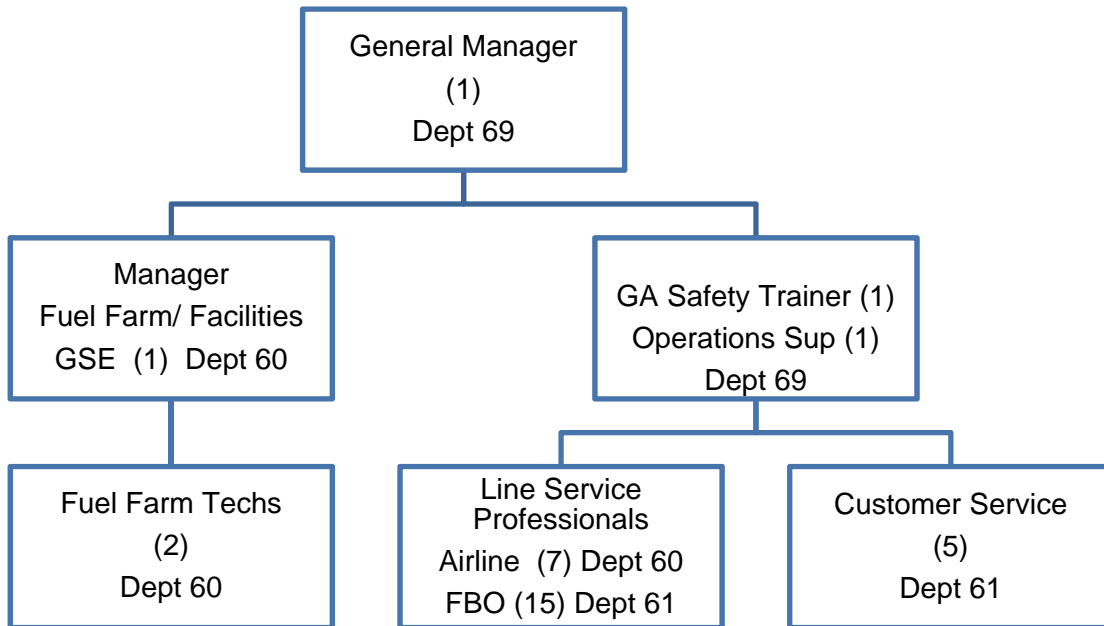 General Manager
(1)
Dept 69
Manager
Fuel Farm/ Facilities
GSE  (1)  Dept 60
GA Safety Trainer (1)
Operations Sup (1)
Dept 69
Fuel Farm Techs
(2)
Dept 60
Line Service
Professionals
Airline  (7) Dept 60
FBO (15) Dept 61
Customer Service
(5)
Dept 61